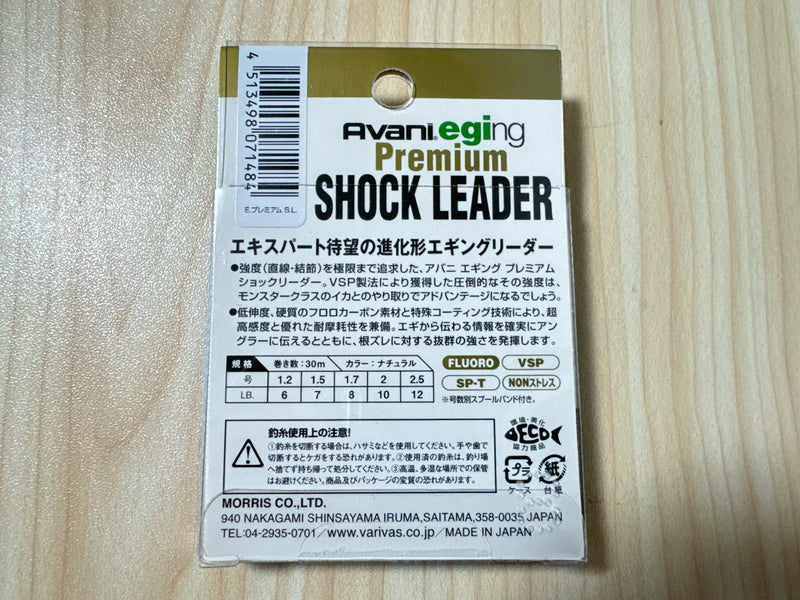 4 513498 071484
E.プレミアム S.L.
Avani eging
Premium
SHOCK LEADER
エキスパート待望の進化形エギングリーダー
●強度(直線・結節)を極限まで追求した、アバニ エギング プレミアム
ショックリーダー。VSP製法により獲得した圧倒的なその強度は、
モンスタークラスのイカとのやり取りでアドバンテージになるでしょう。
●低伸度、硬質のフロロカーボン素材と特殊コーティング技術により、超
高感度と優れた耐摩耗性を兼備。エギから伝わる情報を確実にアン
グラーに伝えるとともに、根ズレに対する抜群の強さを発揮します。
規格 巻き数:30m カラー:ナチュラル
号 1.2 1.5 1.7 2 2.5
LB. 6 7 8 10 12
FLUORO VSP
SP-T NONストレス
※号数別スプールバンド付き。
釣糸使用上の注意!
①釣糸を切断する場合は、ハサミなどを使用してください。手や歯で
切断するとケガをする恐れがあります。②使用済の釣糸は、釣り場
へ捨てず持ち帰って処分してください。③高温、多湿な場所での保管
はお避けください。商品及びパッケージの変質の恐れがあります。
環境・美化
ECO
協力商品
プラ 紙
ケース 台紙
MORRIS CO.,LTD.
940 NAKAGAMI SHINSAYAMA IRUMA,SAITAMA,358-0035 JAPAN
TEL:04-2935-0701/www.varivas.co.jp/MADE IN JAPAN